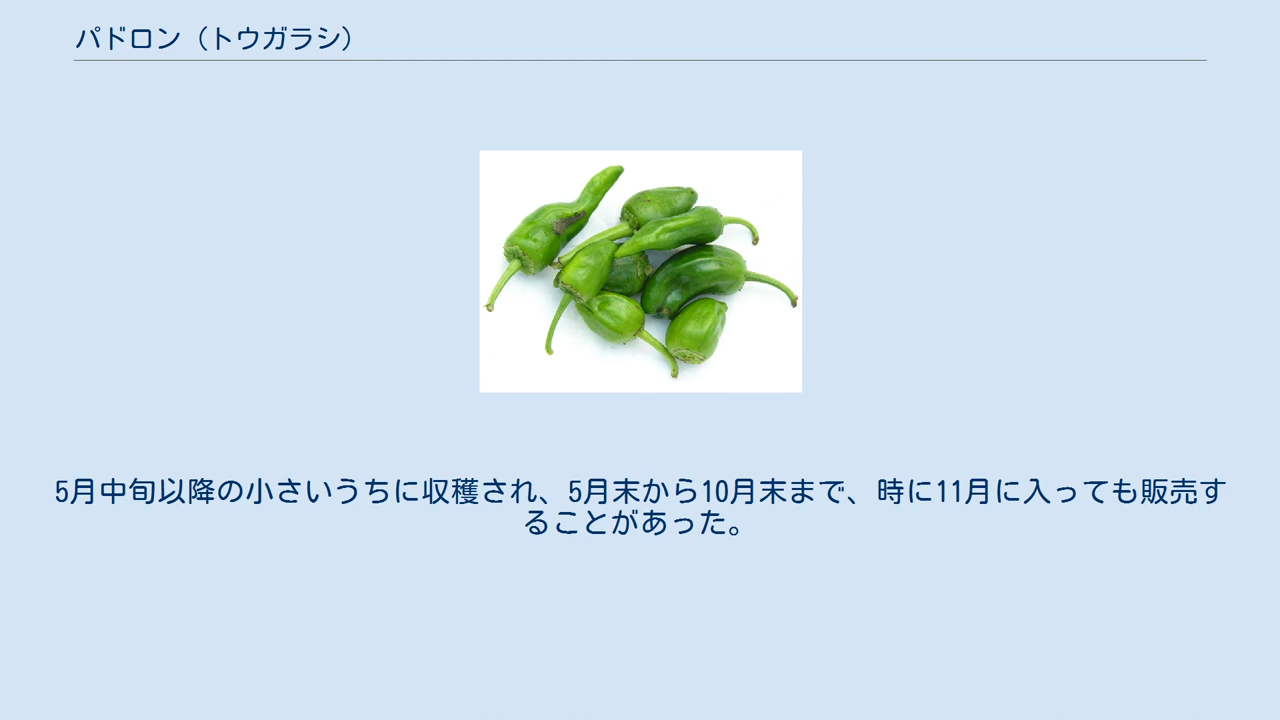 パドロン（トウガラシ）
5月中旬以降の小さいうちに収穫され、5月末から10月末まで、時に11月に入っても販売す
ることがあった。